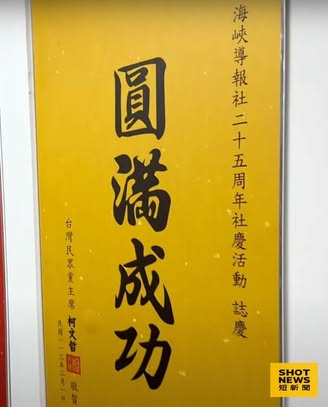 海峽導報社二十五周年社慶活動 誌慶
圓滿成功
台灣民眾黨主席 柯文哲 敬賀
民國一一三年二月一日
SHOT
NEWS
短新聞